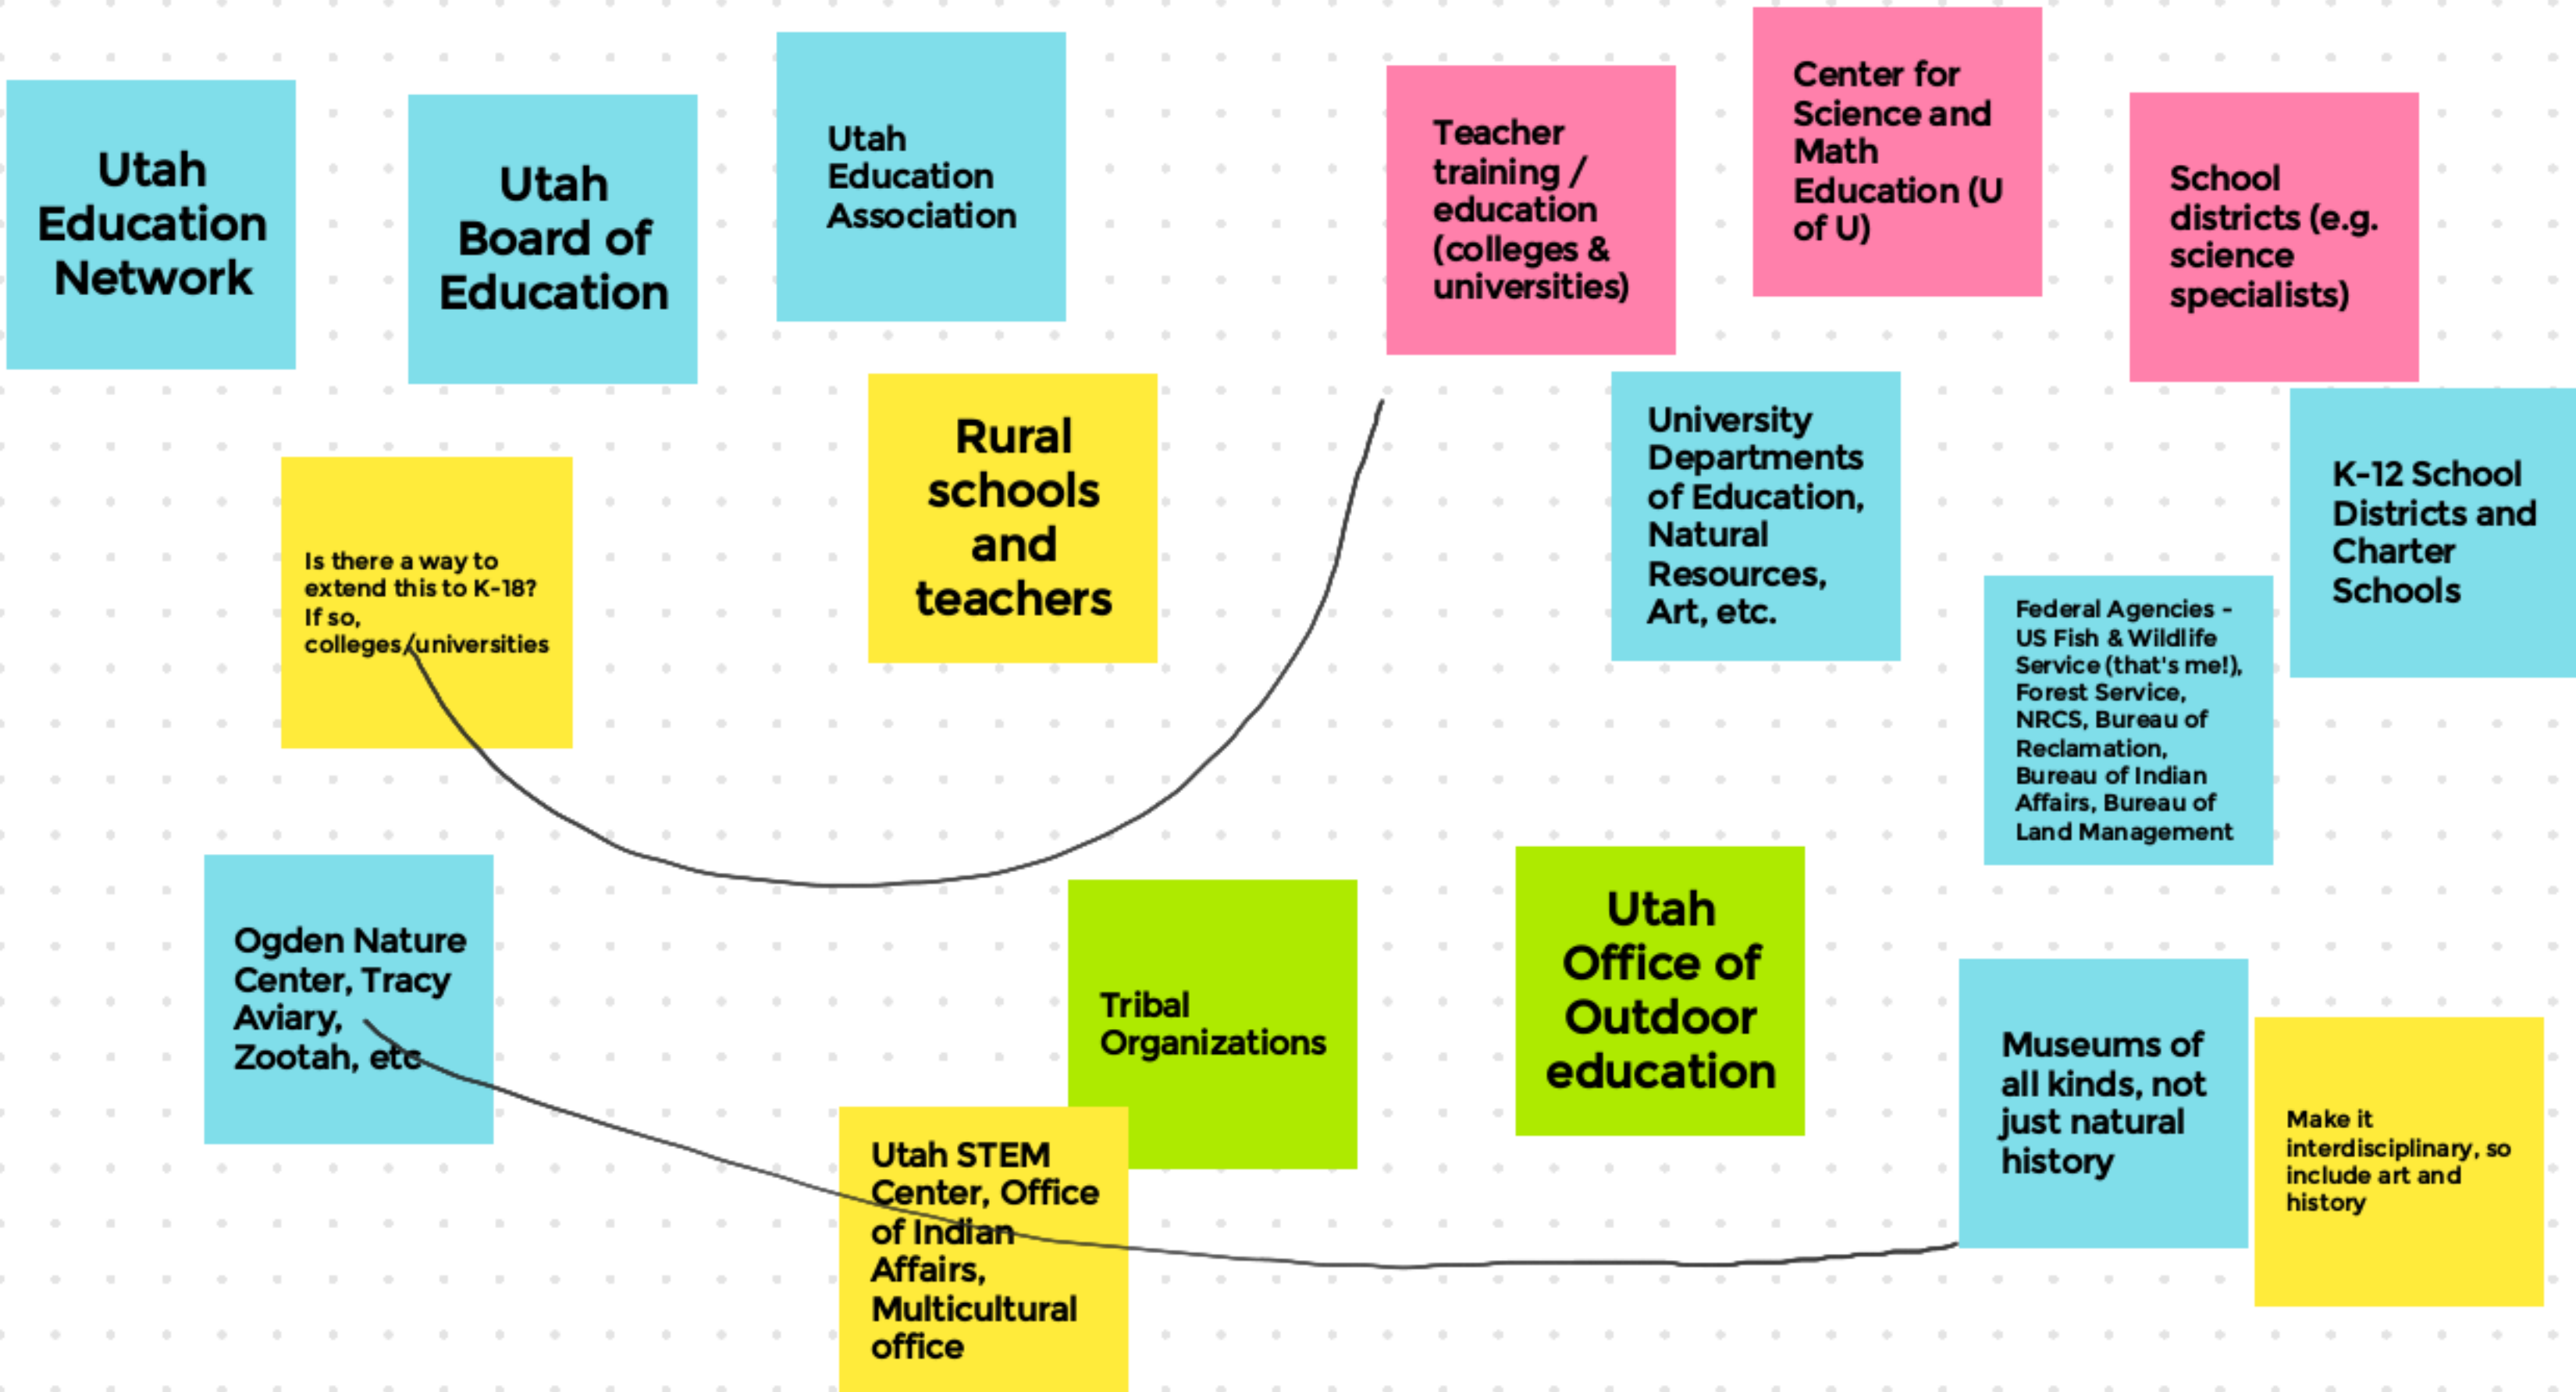 Utah
Education
Network
Utah
Board of
Education
Utah
Education
Association
Teacher
training /
education
(colleges &
universities)
Center for
Science and
Math
Education (U
of U)
School
districts (e.g.
science
specialists)
Is there a way to
extend this to K-18?
If so,
colleges/universities
Rural
schools
and
teachers
University
Departments
of Education,
Natural
Resources,
Art, etc.
Federal Agencies -
US Fish & Wildlife
Service (that's me!),
Forest Service,
NRCS, Bureau of
Reclamation,
Bureau of Indian
Affairs, Bureau of
Land Management
K-12 School
Districts and
Charter
Schools
Ogden Nature
Center, Tracy
Aviary,
Zootah, etc
Tribal
Organizations
Utah
Office of
Outdoor
education
Utah STEM
Center, Office
of Indian
Affairs,
Multicultural
office
Museums of
all kinds, not
just natural
history
Make it
interdisciplinary, so
include art and
history